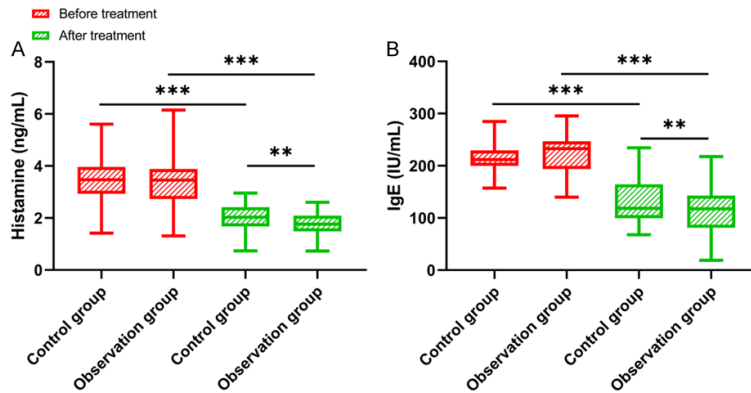 Before treatment
After treatment
A
Histamine (ng/mL)
8
6
4
2
0
***
***
**
Control group
Observation group
Control group
Observation group
B
IgE (IU/mL)
400
300
200
100
0
***
***
**
Control group
Observation group
Control group
Observation group